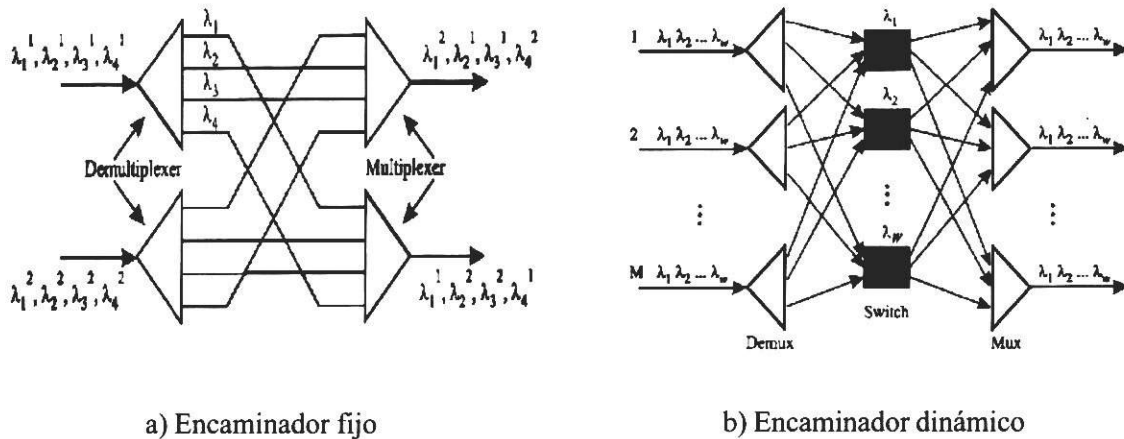 λ₁
λ₂
λ₃
λ₄
λ₁¹, λ₂¹, λ₃¹, λ₄¹
λ₁², λ₂¹, λ₃¹, λ₄²
Demultiplexer
Multiplexer
λ₁², λ₂², λ₃², λ₄²
λ₁¹, λ₂², λ₃², λ₄¹
a) Encaminador fijo
λ₁
1 λ₁ λ₂ ... λw
λ₁ λ₂ ... λw
λ₂
2 λ₁ λ₂ ... λw
λ₁ λ₂ ... λw
⋮ ⋮ ⋮
λW
M λ₁ λ₂ ... λw
λ₁ λ₂ ... λw
Demux
Switch
Mux
b) Encaminador dinámico